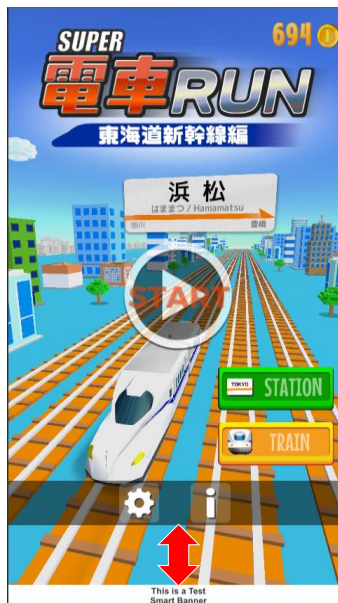 SUPER
694
電車RUN
東海道新幹線編
浜松
はままつ / Hamamatsu
掛川 豊橋
START
TOKYO
STATION
TRAIN
i
This is a Test
Smart Banner